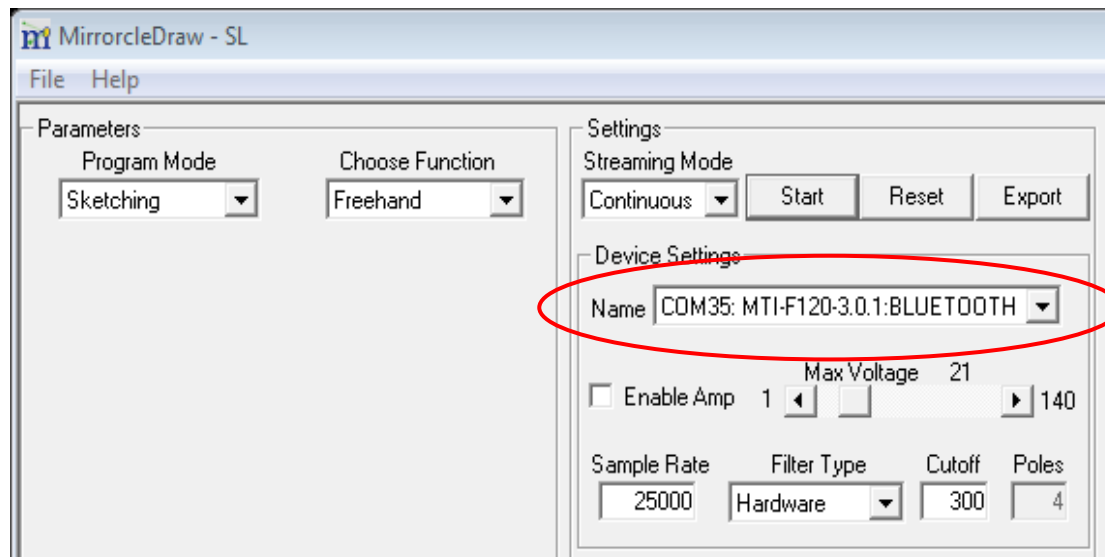 MirrorcleDraw - SL
File Help
Parameters
Program Mode
Choose Function
Sketching
Freehand
Settings
Streaming Mode
Continuous
Start
Reset
Export
Device Settings
Name COM35: MTI-F120-3.0.1:BLUETOOTH
Max Voltage 21
Enable Amp 1 140
Sample Rate Filter Type Cutoff Poles
25000 Hardware 300 4